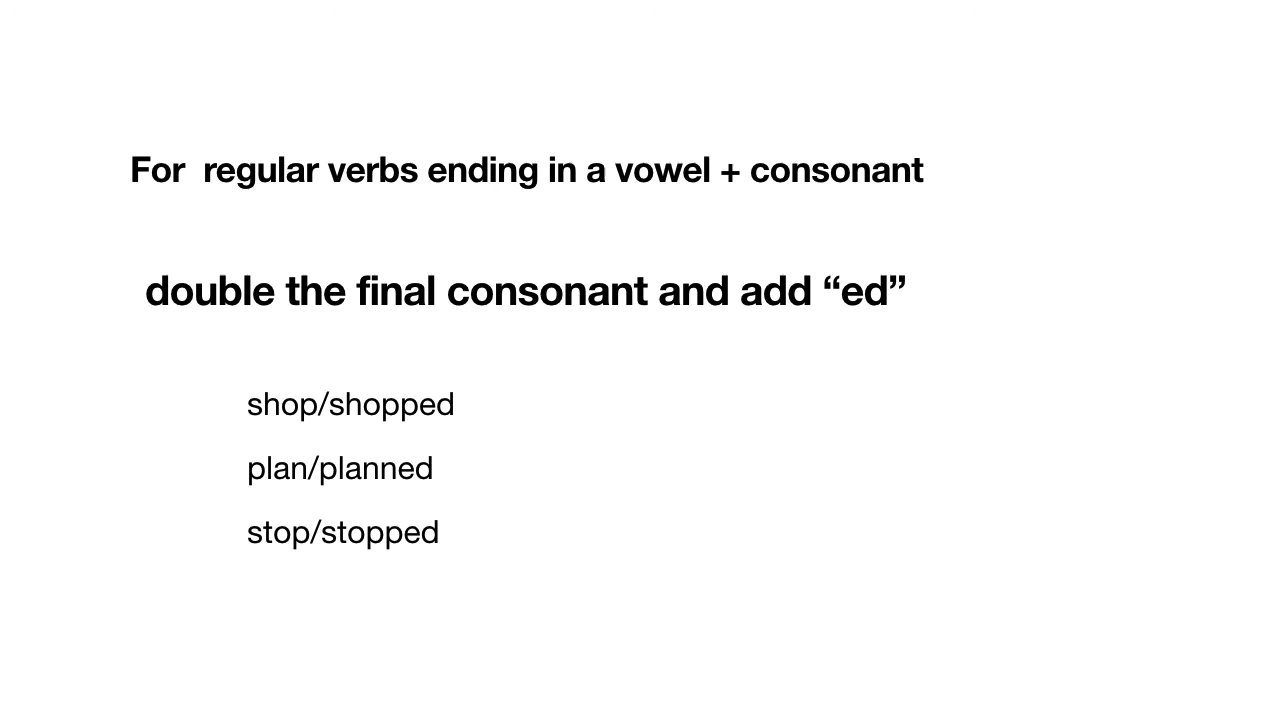 For  regular verbs ending in a vowel + consonant
double the final consonant and add “ed”
shop/shopped
plan/planned
stop/stopped